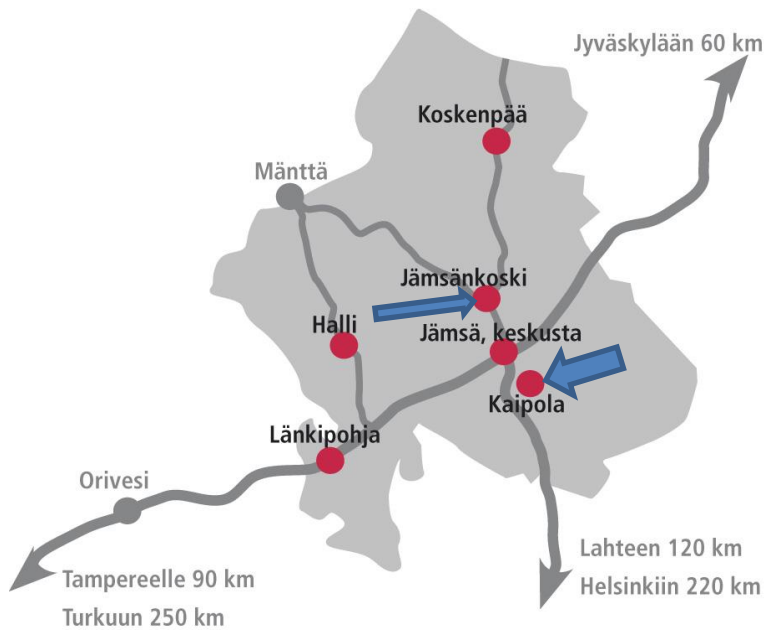 Jyväskylään 60 km
Koskenpää
Mänttä
Jämsänkoski
Halli
Jämsä, keskusta
Kaipola
Länkipohja
Orivesi
Lahteen 120 km
Helsinkiin 220 km
Tampereelle 90 km
Turkuun 250 km